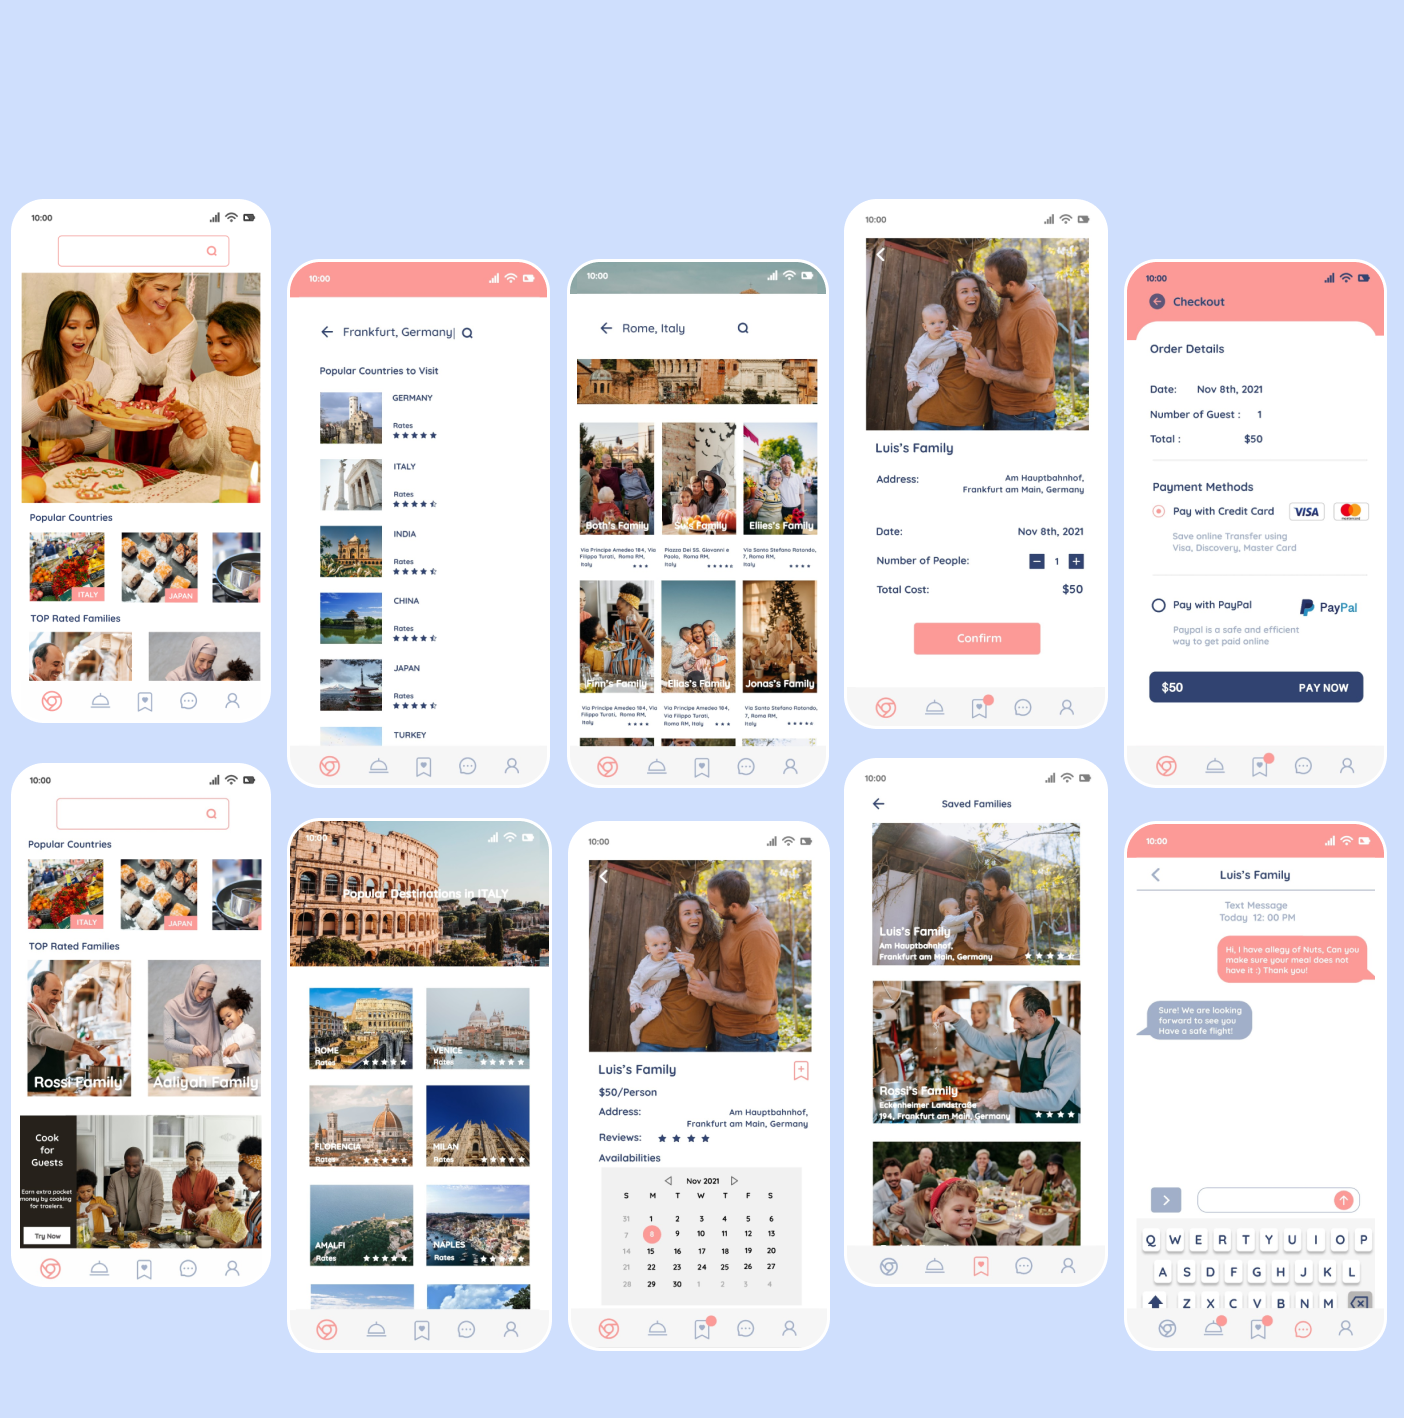 10:00
Popular Countries
ITALY
JAPAN
TOP Rated Families
10:00
Frankfurt, Germany|
Popular Countries to Visit
GERMANY
Rates
ITALY
Rates
INDIA
Rates
CHINA
Rates
JAPAN
Rates
TURKEY
10:00
Rome, Italy
Both's Family
Su's Family
Ellies's Family
Via Principe Amedeo 184, Via
Filippo Turati, Roma RM,
Italy
Piazza Dei SS. Giovanni e
Paolo, Roma RM,
Italy
Via Santo Stefano Rotondo,
7, Roma RM,
Italy
Finn's Family
Elias's Family
Jonas's Family
Via Principe Amedeo 184, Via
Filippo Turati, Roma RM,
Italy
Via Principe Amedeo 184,
Via Filippo Turati,
Roma RM, Italy
Via Santo Stefano Rotondo,
7, Roma RM,
Italy
10:00
Luis's Family
Address:
Am Hauptbahnhof,
Frankfurt am Main, Germany
Date:
Nov 8th, 2021
Number of People:
1
Total Cost:
$50
Confirm
10:00
Checkout
Order Details
Date: Nov 8th, 2021
Number of Guest : 1
Total : $50
Payment Methods
Pay with Credit Card
VISA
mastercard
Save online Transfer using
Visa, Discovery, Master Card
Pay with PayPal
PayPal
Paypal is a safe and efficient
way to get paid online
$50 PAY NOW
10:00
Popular Countries
ITALY
JAPAN
TOP Rated Families
Rossi Family
Aaliyah Family
Cook
for
Guests
Earn extra pocket
money by cooking
for traelers.
Try Now
10:00
Popular Destinations in ITALY
ROME
Rates
VENICE
Rates
FLORENCIA
Rates
MILAN
Rates
AMALFI
Rates
NAPLES
Rates
10:00
Luis's Family
$50/Person
Address:
Am Hauptbahnhof,
Frankfurt am Main, Germany
Reviews:
Availabilities
Nov 2021
S M T W T F S
31 1 2 3 4 5 6
7 8 9 10 11 12 13
14 15 16 17 18 19 20
21 22 23 24 25 26 27
28 29 30 1 2 3 4
10:00
Saved Families
Luis's Family
Am Hauptbahnhof,
Frankfurt am Main, Germany
Rossi's Family
Eckenheimer Landstraße
194, Frankfurt am Main, Germany
10:00
Luis's Family
Text Message
Today 12: 00 PM
Hi, I have allegy of Nuts, Can you
make sure your meal does not
have it :) Thank you!
Sure! We are looking
forward to see you
Have a safe flight!
Q W E R T Y U I O P
A S D F G H J K L
Z X C V B N M